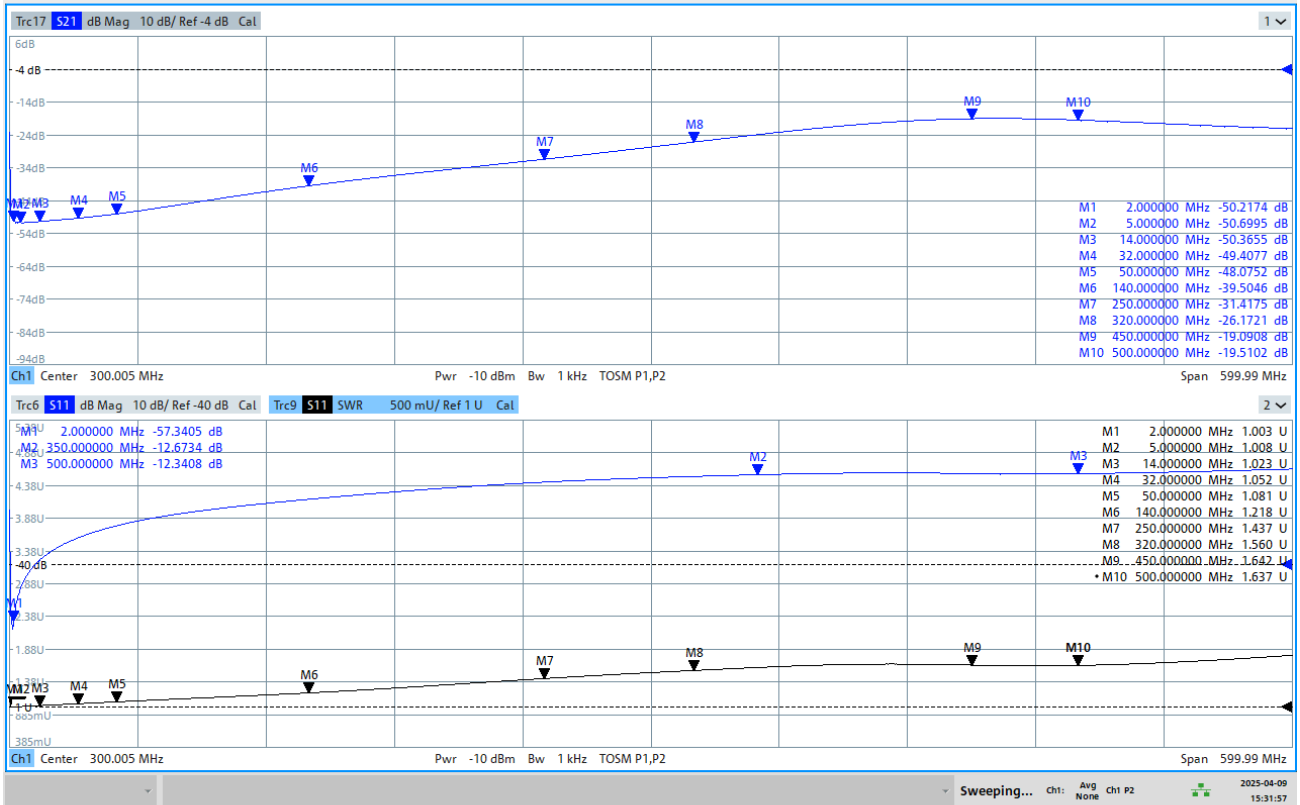 Trc17 S21 dB Mag 10 dB/ Ref -4 dB Cal 1
6dB
-4 dB
-14dB
-24dB
-34dB
-54dB
-64dB
-74dB
-84dB
-94dB
M2 M3 M4 M5 M6 M7 M8 M9 M10
M1 2.000000 MHz -50.2174 dB
M2 5.000000 MHz -50.6995 dB
M3 14.000000 MHz -50.3655 dB
M4 32.000000 MHz -49.4077 dB
M5 50.000000 MHz -48.0752 dB
M6 140.000000 MHz -39.5046 dB
M7 250.000000 MHz -31.4175 dB
M8 320.000000 MHz -26.1721 dB
M9 450.000000 MHz -19.0908 dB
M10 500.000000 MHz -19.5102 dB
Ch1 Center 300.005 MHz Pwr -10 dBm Bw 1 kHz TOSM P1,P2 Span 599.99 MHz
Trc6 S11 dB Mag 10 dB/ Ref -40 dB Cal Trc9 S11 SWR 500 mU/ Ref 1 U Cal 2
M1 2.000000 MHz -57.3405 dB
M2 350.000000 MHz -12.6734 dB
M3 500.000000 MHz -12.3408 dB
M1 2.000000 MHz 1.003 U
M2 5.000000 MHz 1.008 U
M3 14.000000 MHz 1.023 U
M4 32.000000 MHz 1.052 U
M5 50.000000 MHz 1.081 U
M6 140.000000 MHz 1.218 U
M7 250.000000 MHz 1.437 U
M8 320.000000 MHz 1.560 U
M9 450.000000 MHz 1.642 U
• M10 500.000000 MHz 1.637 U
4.38U
3.88U
3.38U
-40 dB
2.88U
2.38U
1.88U
1.38U
1 U
885mU
385mU
M2 M3
M2 M3 M4 M5 M6 M7 M8 M9 M10
Ch1 Center 300.005 MHz Pwr -10 dBm Bw 1 kHz TOSM P1,P2 Span 599.99 MHz
Sweeping... Ch1: Avg None Ch1 P2 2025-04-09
15:31:57